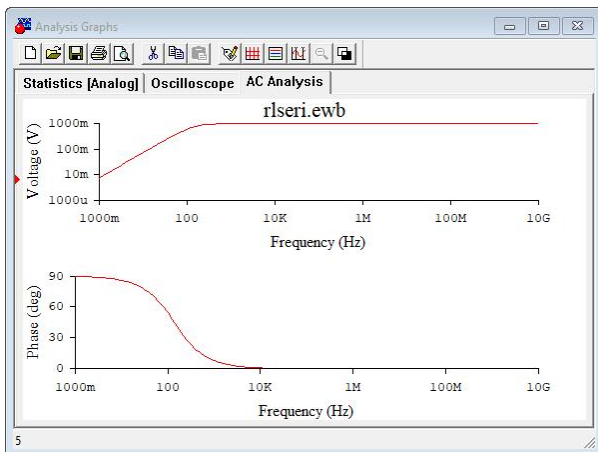 Analysis Graphs
Statistics [Analog] Oscilloscope AC Analysis
rlseri.ewb
Voltage (V)
1000m
100m
10m
1000u
1000m 100 10K 1M 100M 10G
Frequency (Hz)
Phase (deg)
90
60
30
0
1000m 100 10K 1M 100M 10G
Frequency (Hz)
5